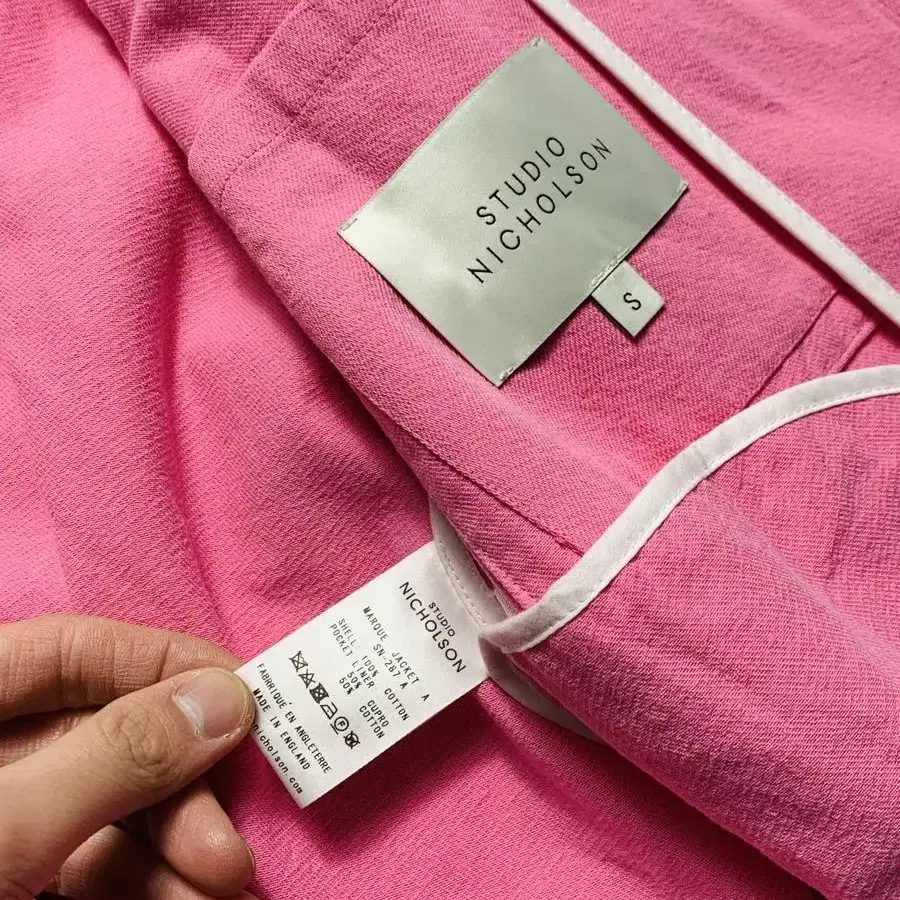 STUDIO
NICHOLSON
S
STUDIO
NICHOLSON
MARQUE JACKET A
SN-287 A
SHELL: 100% COTTON
POCKET LINER 50% CUPRO
50% COTTON
FABRRIQUE EN ANGLETERRE
MADE IN ENGLAND
nicholson.com